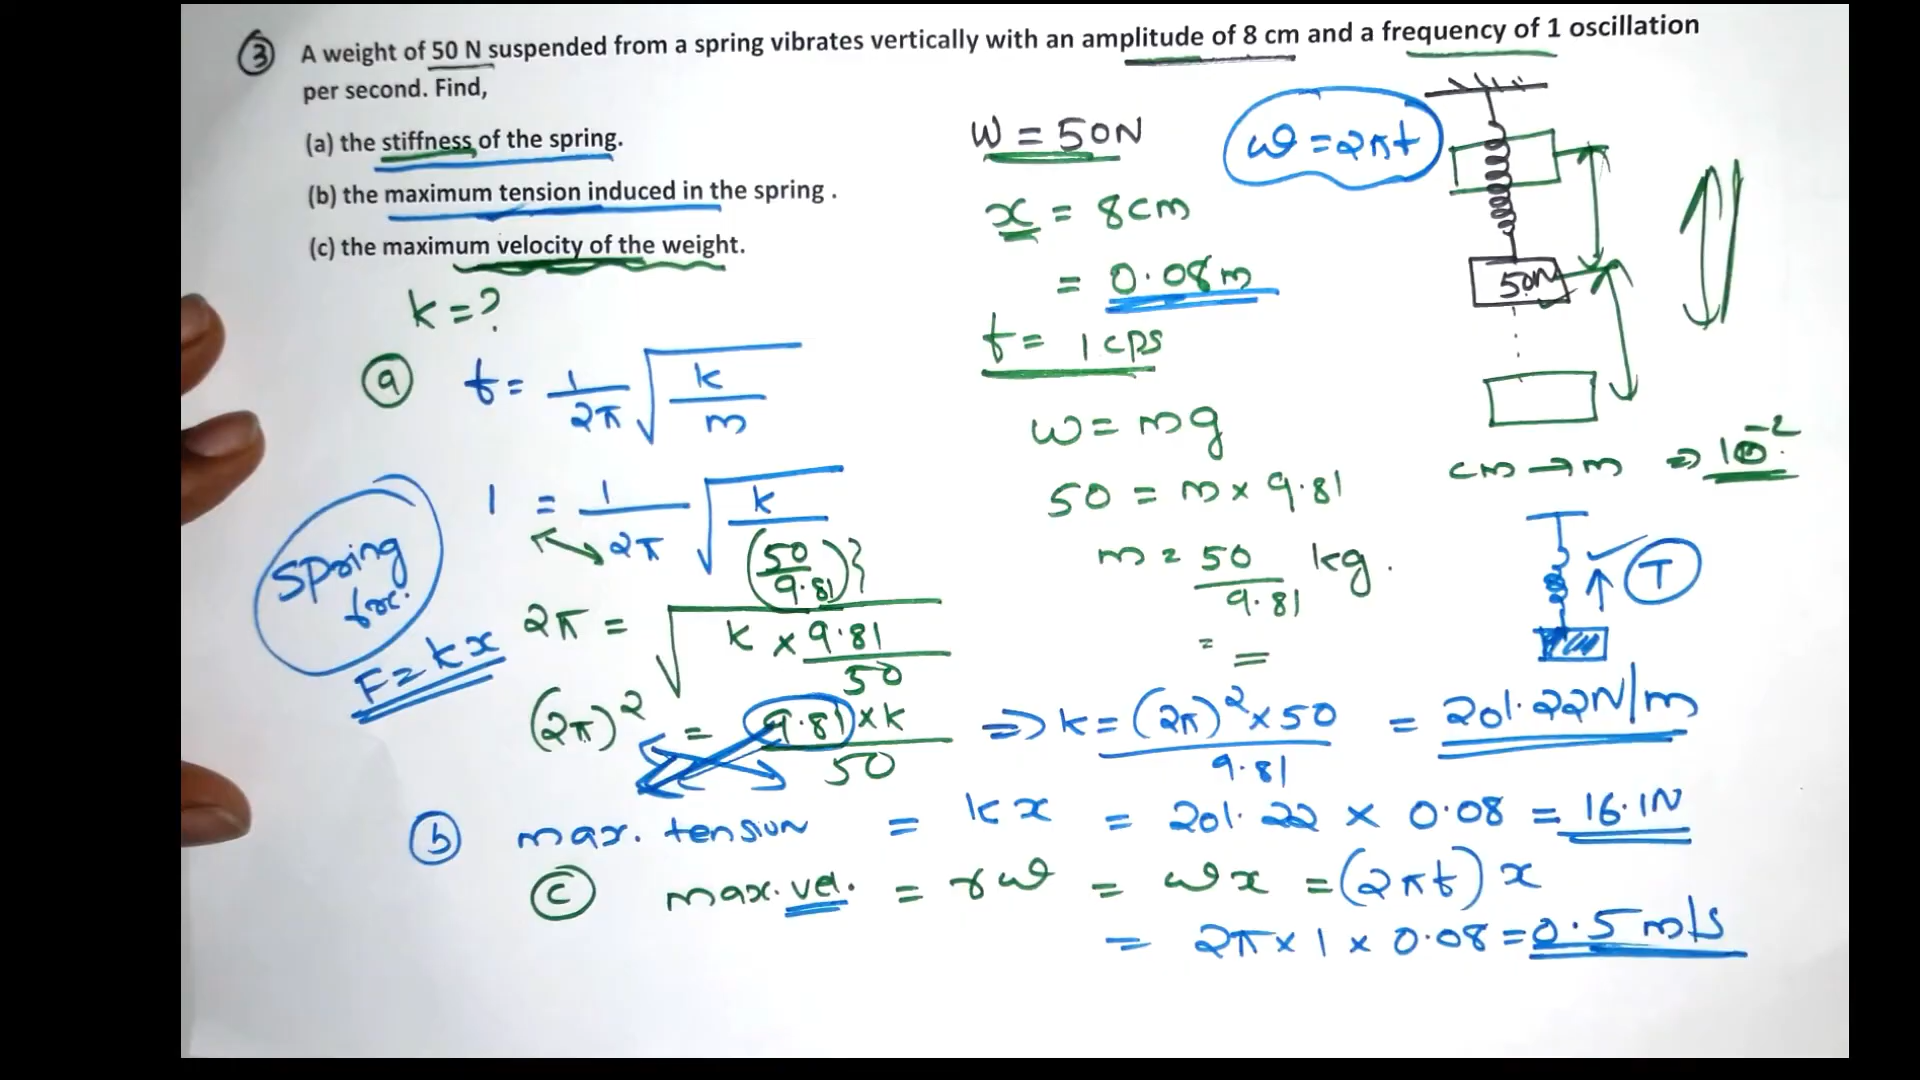 ③ A weight of 50 N suspended from a spring vibrates vertically with an amplitude of 8 cm and a frequency of 1 oscillation
per second. Find,
(a) the stiffness of the spring.
(b) the maximum tension induced in the spring .
(c) the maximum velocity of the weight.
W = 50N
ω = 2πf
x = 8cm
= 0.08m
f = 1 cps
50N
k = ?
ⓐ f = 1/2π √(k/m)
w = mg
cm → m ⇒ 10⁻²
1 = 1/2π √(k/(50/9.81))
50 = m x 9.81
m = 50/9.81 kg.
= =
T
spring
F = kx
2π = √(k x 9.81/50)
(2π)² = 9.81 x k/50 ⇒ k = (2π)² x 50/9.81 = 201.22N/m
ⓑ max. tension = kx = 201.22 x 0.08 = 16.1N
ⓒ max. vel. = rω = ωx = (2πf) x
= 2π x 1 x 0.08 = 0.5 m/s